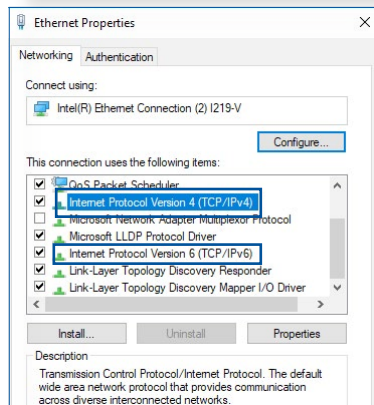 Ethernet Properties
Networking Authentication
Connect using:
Intel(R) Ethernet Connection (2) I219-V
Configure...
This connection uses the following items:
QoS Packet Scheduler
Internet Protocol Version 4 (TCP/IPv4)
Microsoft Network Adapter Multiplexor Protocol
Microsoft LLDP Protocol Driver
Internet Protocol Version 6 (TCP/IPv6)
Link-Layer Topology Discovery Responder
Link-Layer Topology Discovery Mapper I/O Driver
Install... Uninstall Properties
Description
Transmission Control Protocol/Internet Protocol. The default
wide area network protocol that provides communication
across diverse interconnected networks.